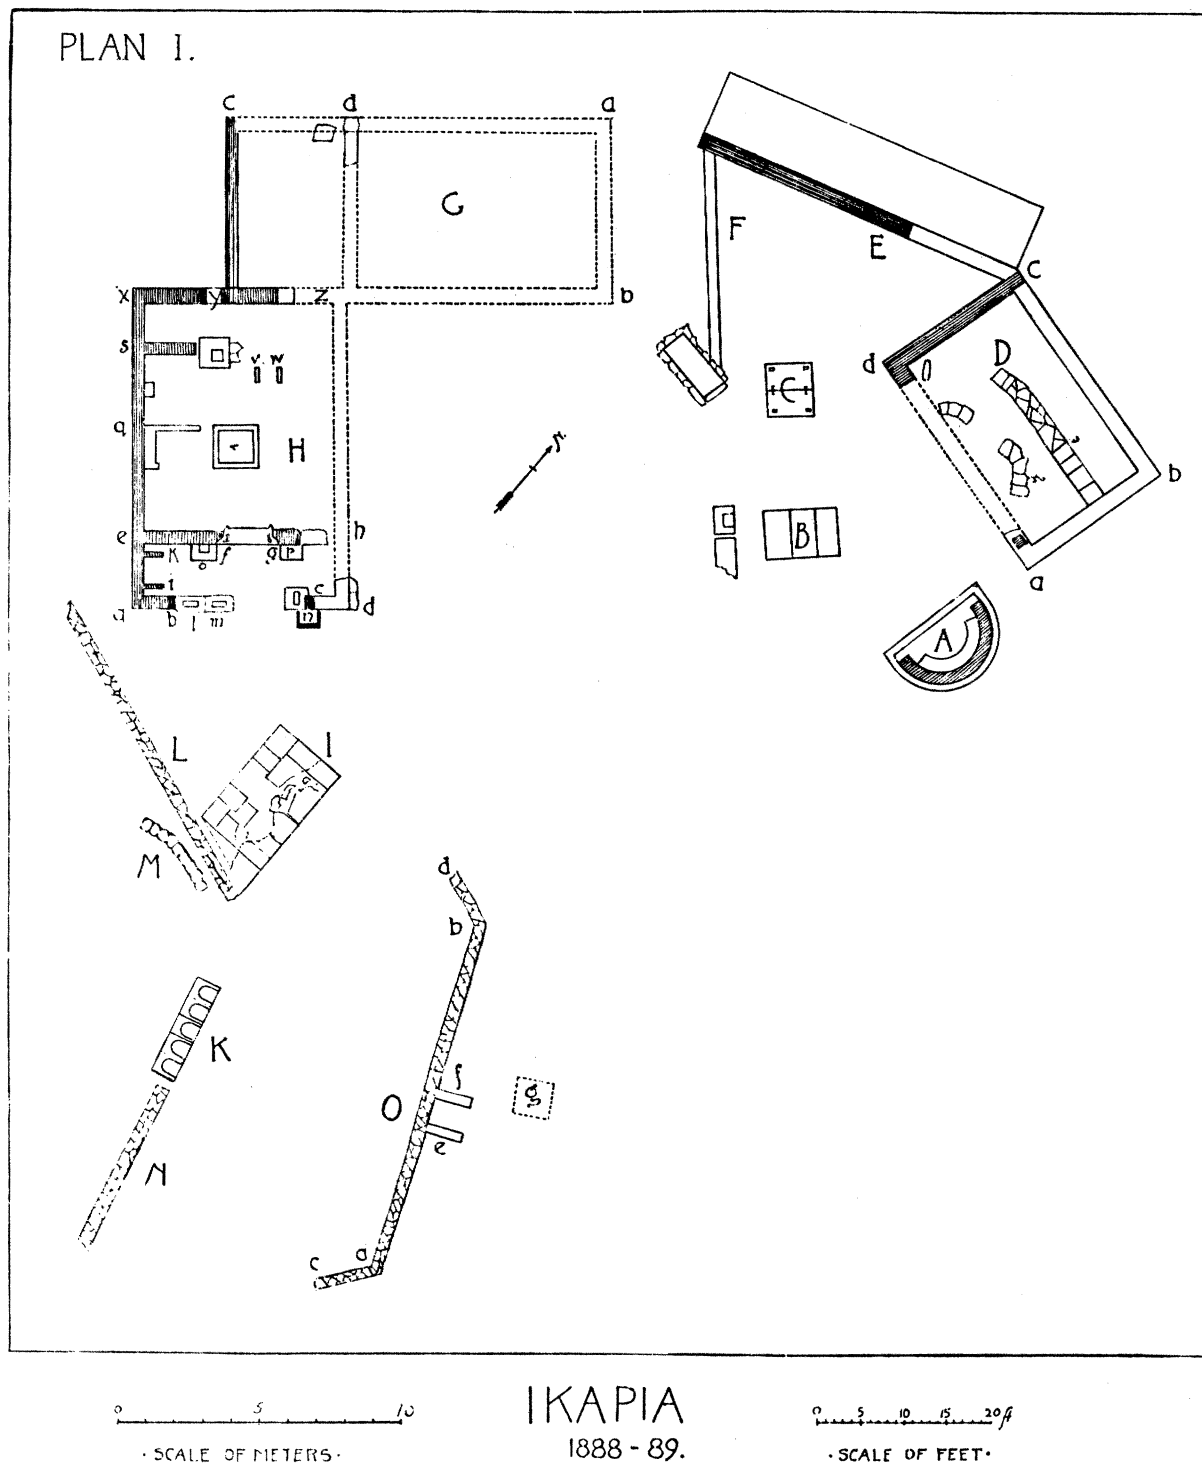 PLAN I.
c d a
G
x y z b
s
v. w
q
H
e h
k o f g p
i
a b l m n c d
F
E
C
d D
C
b
B
a
A
N.
L I
M
d
b
K
f
O g
e
N
a
c
0 5 10
· SCALE OF METERS ·
IKAPIA
1888 - 89.
0 5 10 15 20 ft
· SCALE OF FEET ·